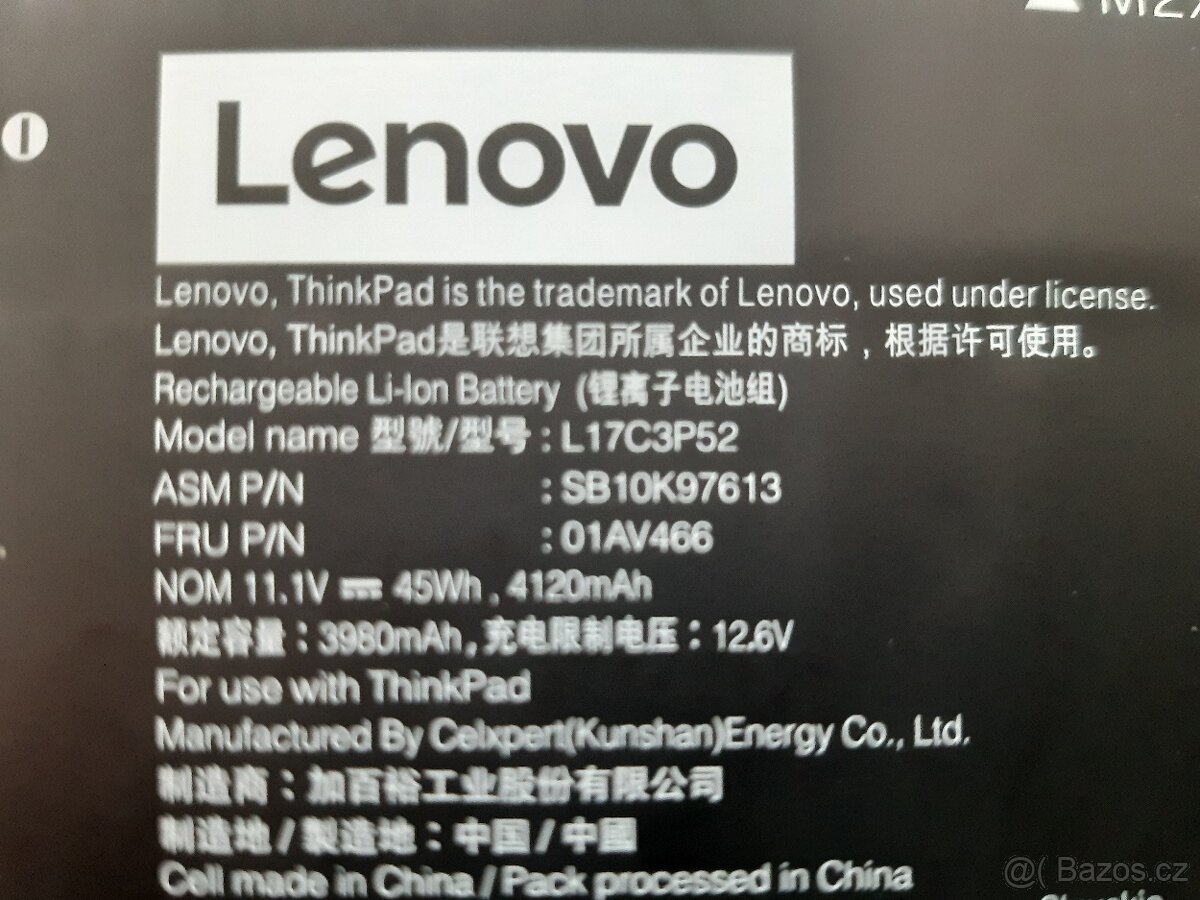 Lenovo
Lenovo, ThinkPad is the trademark of Lenovo, used under license.
Lenovo, ThinkPad是联想集团所属企业的商标，根据许可使用。
Rechargeable Li-Ion Battery (锂离子电池组)
Model name 型號/型号 : L17C3P52
ASM P/N : SB10K97613
FRU P/N : 01AV466
NOM 11.1V ⎓ 45Wh , 4120mAh
额定容量：3980mAh, 充电限制电压：12.6V
For use with ThinkPad
Manufactured By Celxpert(Kunshan)Energy Co., Ltd.
制造商：加百裕工业股份有限公司
制造地/製造地：中国/中國
Cell made in China / Pack processed in China
@( Bazos.cz